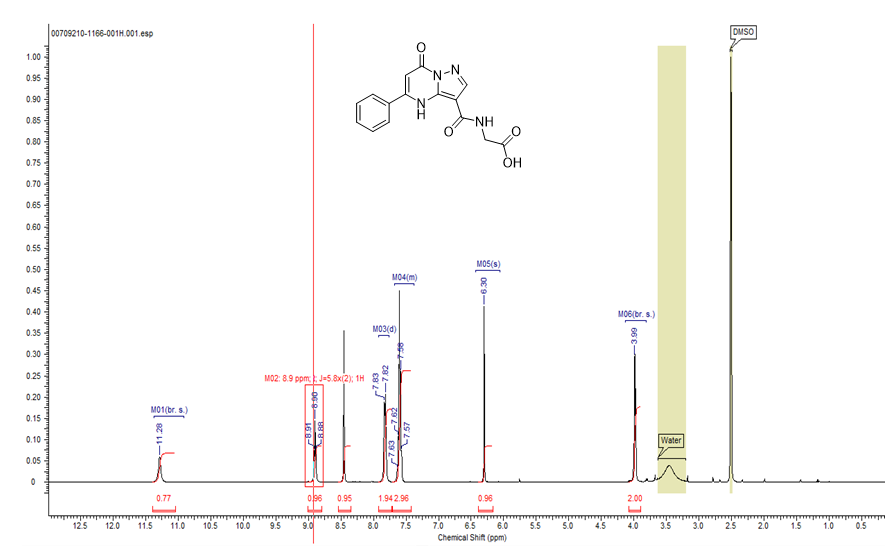 00709210-1166-001H.001.esp
DMSO
1.00
0.95
0.90
0.85
0.80
0.75
0.70
0.65
0.60
0.55
0.50
0.45
0.40
0.35
0.30
0.25
0.20
0.15
0.10
0.05
0
O
N
N
N
H
O
NH
O
OH
M05(s)
6.30
M04(m)
7.58
7.62
7.63
7.57
M03(d)
7.83
7.82
M06(br. s.)
3.99
M02: 8.9 ppm; t; J=5.8x(2); 1H
8.91
8.90
8.88
M01(br. s.)
11.28
Water
0.77
0.96
0.95
1.94
2.96
0.96
2.00
12.5 12.0 11.5 11.0 10.5 10.0 9.5 9.0 8.5 8.0 7.5 7.0 6.5 6.0 5.5 5.0 4.5 4.0 3.5 3.0 2.5 2.0 1.5 1.0 0.5
Chemical Shift (ppm)